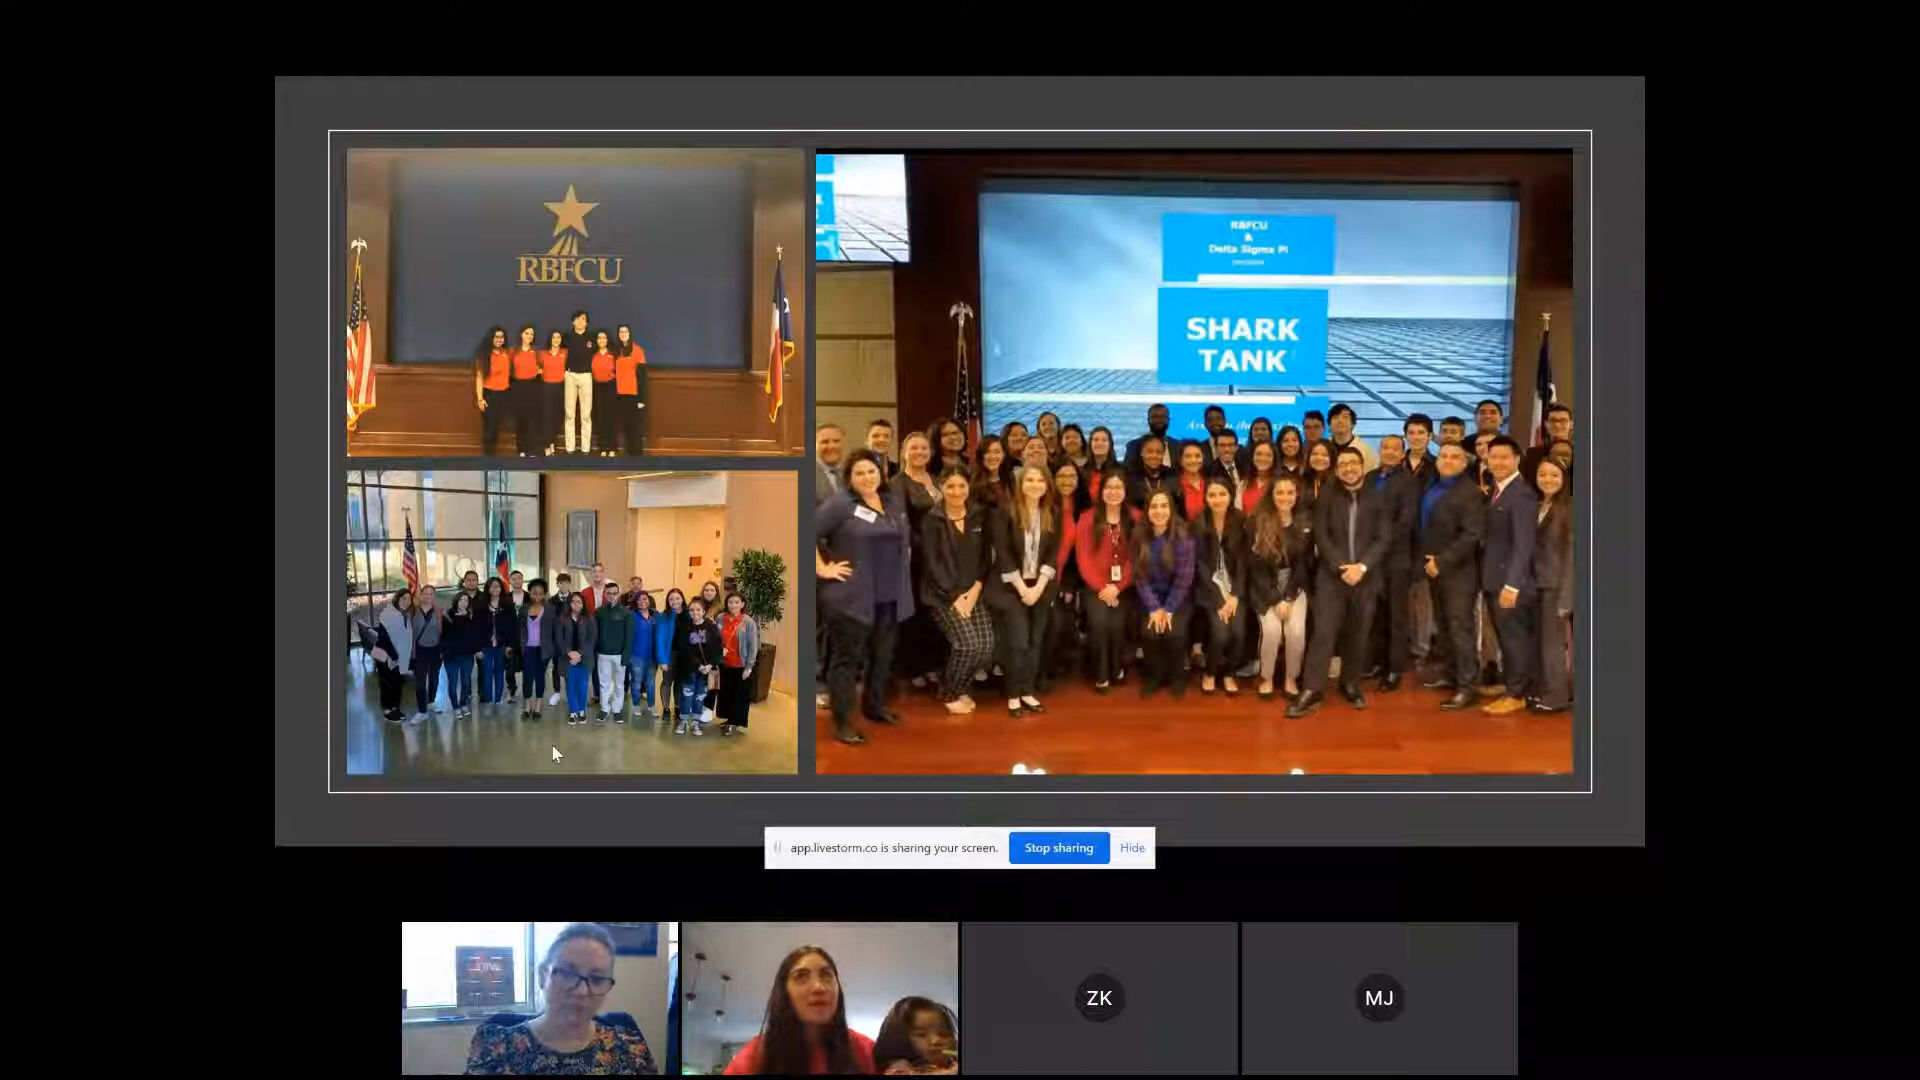 RBFCU
RBFCU
&
Delta Sigma Pi
SHARK
TANK
app.livestorm.co is sharing your screen.
Stop sharing
Hide
ZK
MJ